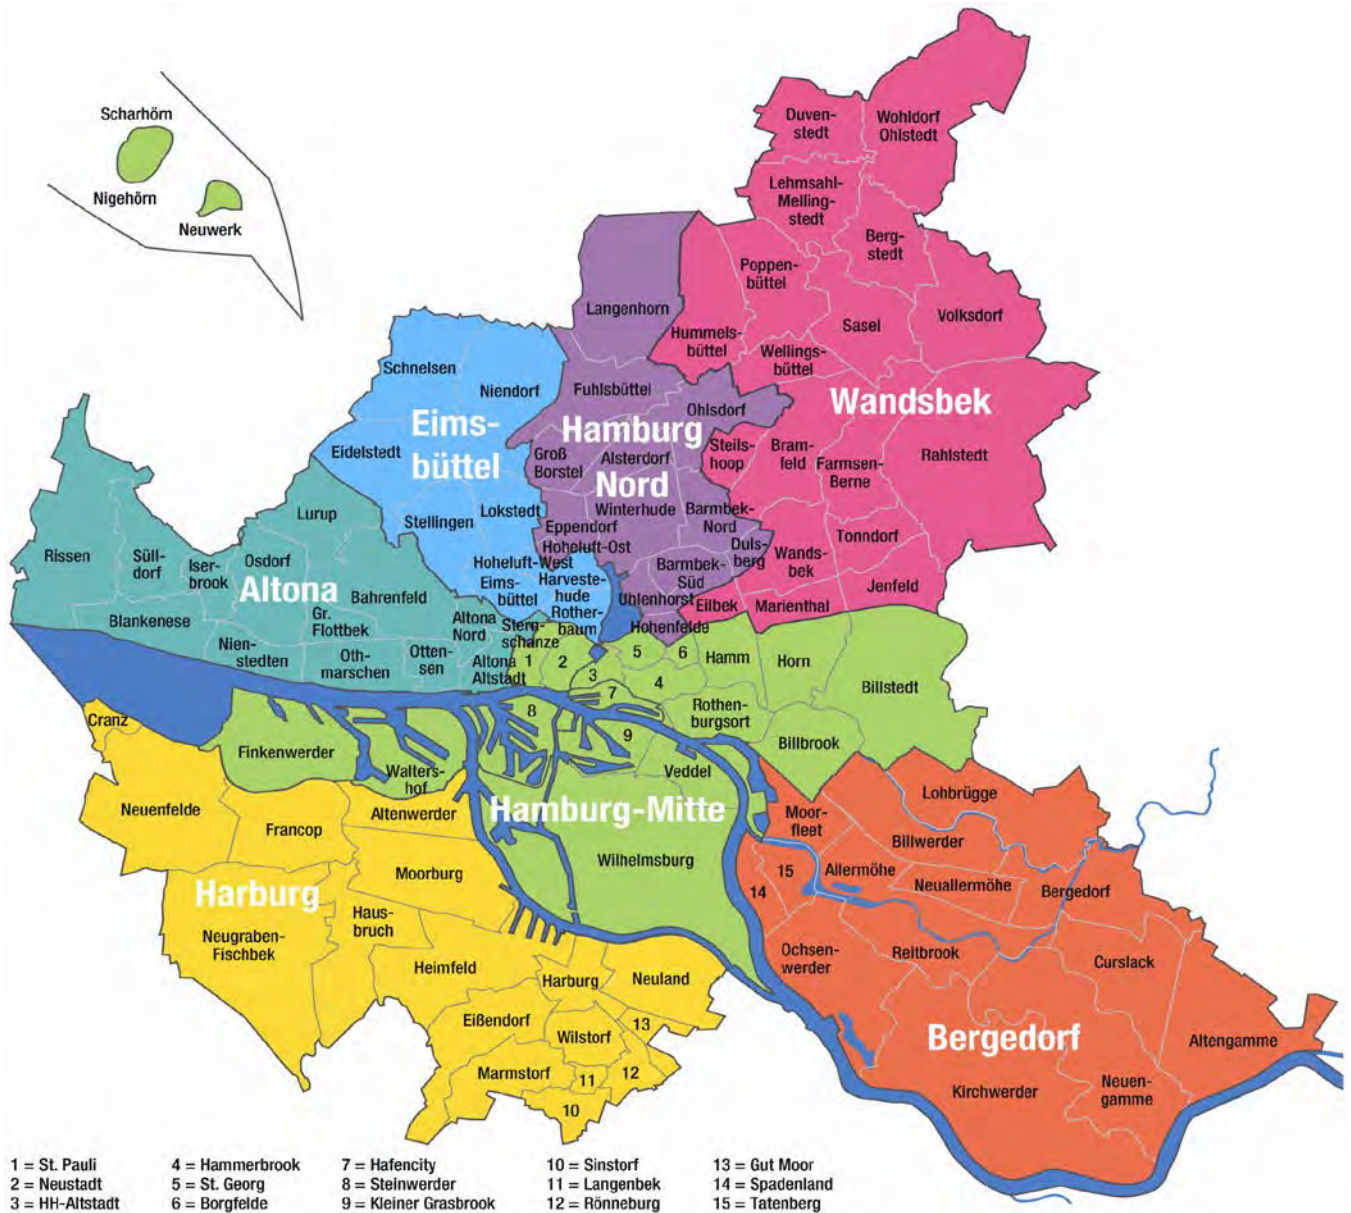 Scharhörn
Nigehörn
Neuwerk
Duven-
stedt
Wohldorf
Ohlstedt
Lehmsahl-
Melling-
stedt
Berg-
stedt
Poppen-
büttel
Hummels-
büttel
Sasel
Volksdorf
Wellings-
büttel
Wandsbek
Steils-
hoop
Bram-
feld
Farmsen-
Berne
Rahlstedt
Tonndorf
Wands-
bek
Jenfeld
Eilbek
Marienthal
Langenhorn
Fuhlsbüttel
Ohlsdorf
Hamburg
Nord
Groß
Borstel
Alsterdorf
Winterhude
Barmbek-
Nord
Eppendorf
Hoheluft-Ost
Duls-
berg
Barmbek-
Süd
Uhlenhorst
Hohenfelde
Schnelsen
Niendorf
Eims-
büttel
Eidelstedt
Stellingen
Lokstedt
Hoheluft-West
Eims-
büttel
Harveste-
hude
Rother-
baum
Rissen
Süll-
dorf
Iser-
brook
Osdorf
Lurup
Altona
Bahrenfeld
Blankenese
Gr.
Flottbek
Nien-
stedten
Oth-
marschen
Otten-
sen
Altona
Nord
Altona
Altstadt
Stern-
schanze
1
2
3
4
5
6
7
8
9
Hamm
Horn
Billstedt
Rothen-
burgsort
Billbrook
Veddel
Finkenwerder
Walters-
hof
Hamburg-Mitte
Wilhelmsburg
Cranz
Neuenfelde
Francop
Altenwerder
Moorburg
Harburg
Haus-
bruch
Neugraben-
Fischbek
Heimfeld
Harburg
Neuland
Eißendorf
Wilstorf
13
Marmstorf
11
12
10
Moor-
fleet
Lohbrügge
Billwerder
Allermöhe
Neuallermöhe
Bergedorf
14
15
Ochsen-
werder
Reitbrook
Curslack
Bergedorf
Altengamme
Kirchwerder
Neuen-
gamme
1 = St. Pauli
2 = Neustadt
3 = HH-Altstadt
4 = Hammerbrook
5 = St. Georg
6 = Borgfelde
7 = Hafencity
8 = Steinwerder
9 = Kleiner Grasbrook
10 = Sinstorf
11 = Langenbek
12 = Rönneburg
13 = Gut Moor
14 = Spadenland
15 = Tatenberg